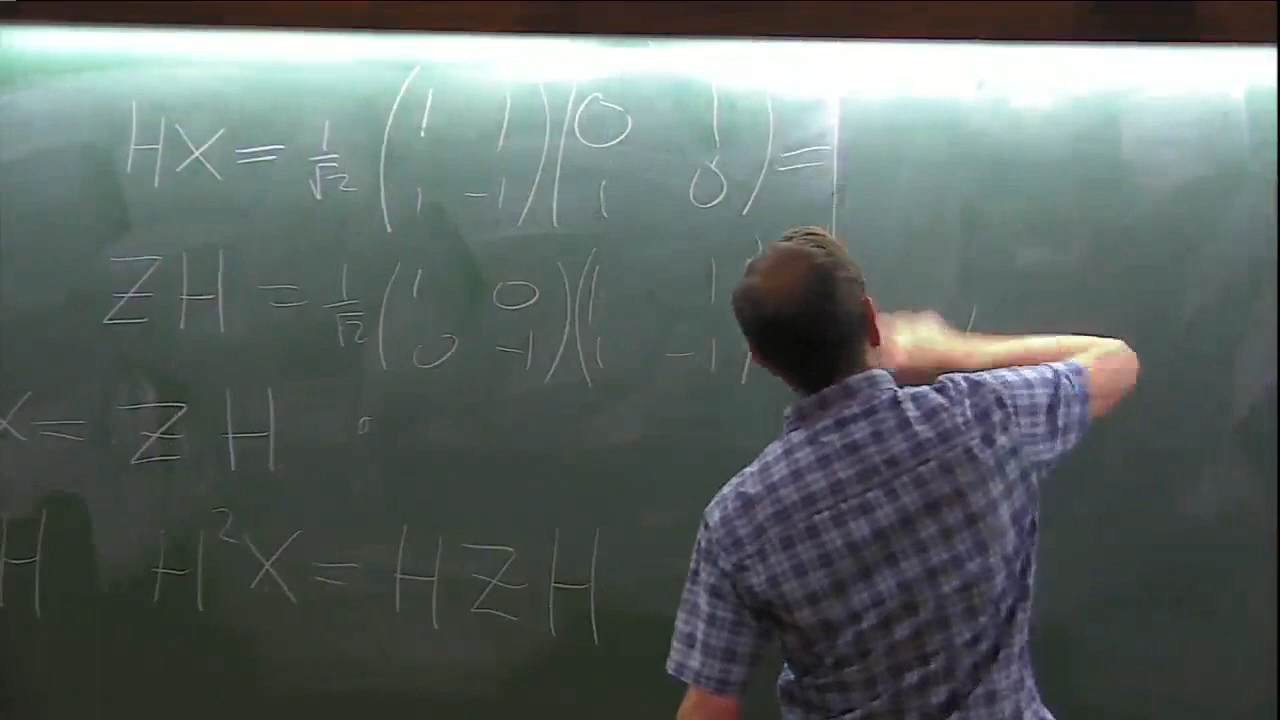 HX = 1/√2 (1 1; 1 -1)(0 1; 1 0) =
ZH = 1/√2 (1 0; 0 -1)(1 1; 1 -1)
X = ZH
H H²X = HZH